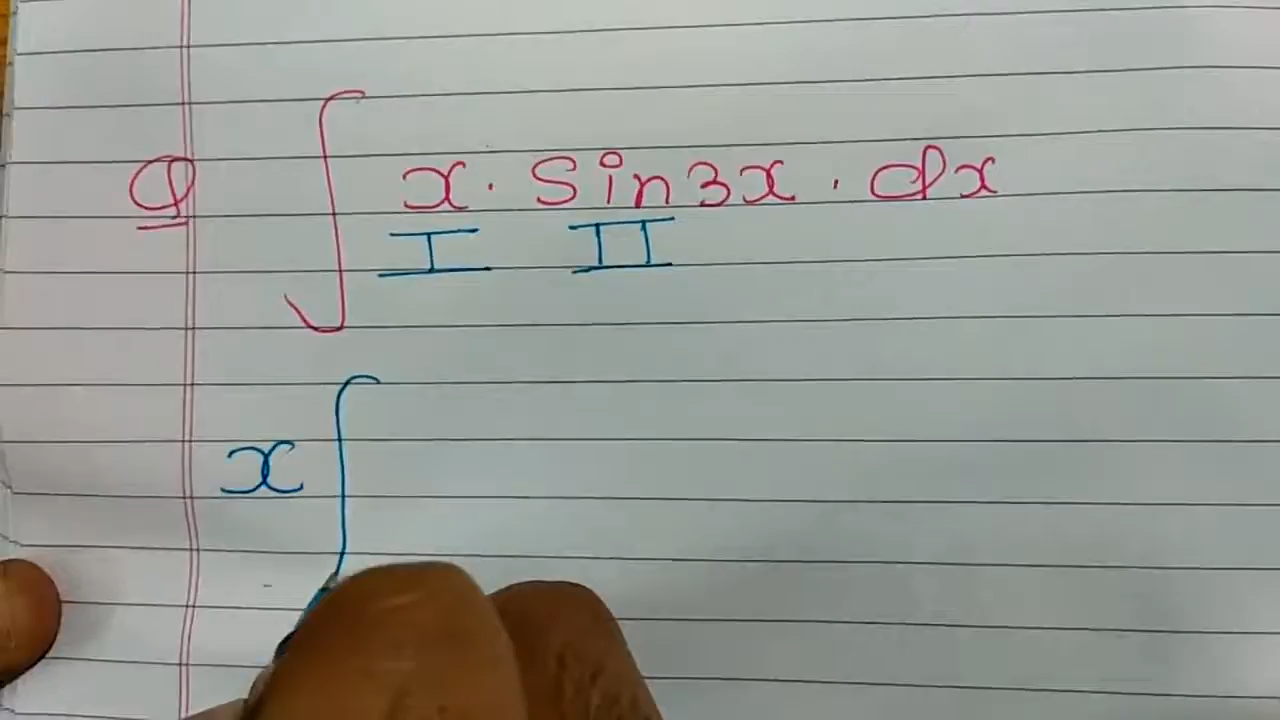 Q ∫ x · sin3x · dx
I II
x ∫